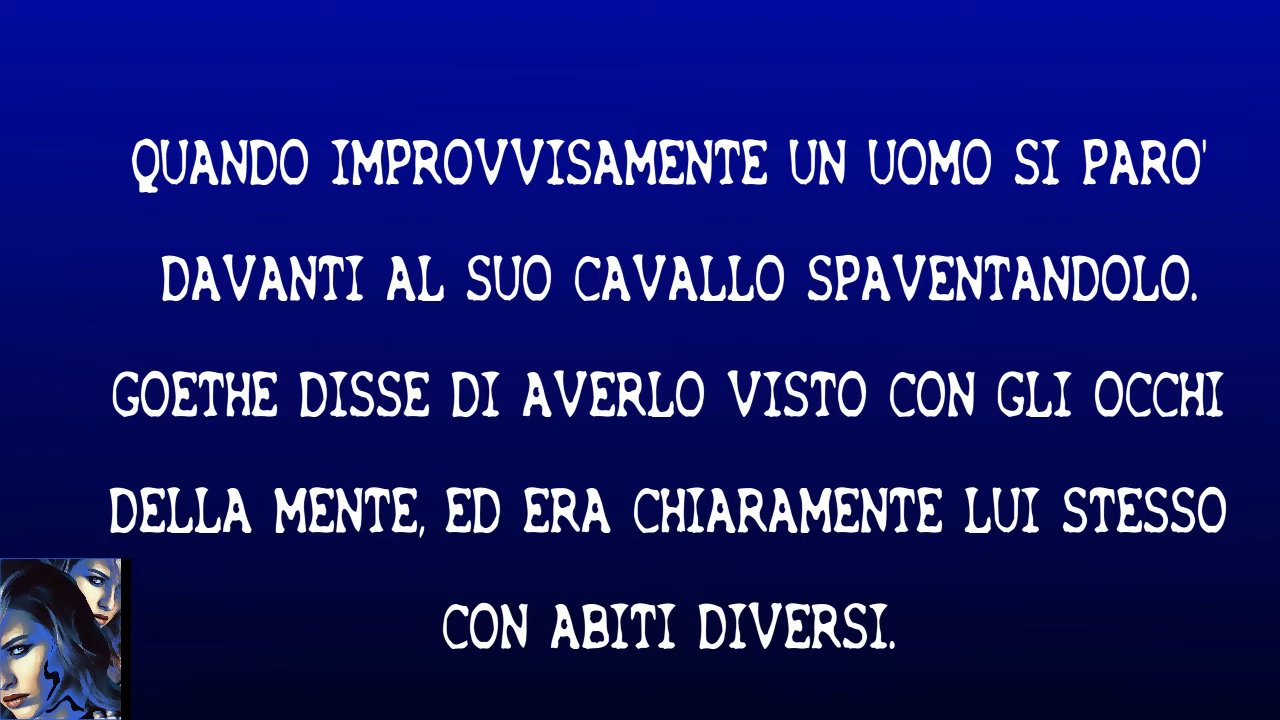 QUANDO IMPROVVISAMENTE UN UOMO SI PARO'
DAVANTI AL SUO CAVALLO SPAVENTANDOLO.
GOETHE DISSE DI AVERLO VISTO CON GLI OCCHI
DELLA MENTE, ED ERA CHIARAMENTE LUI STESSO
CON ABITI DIVERSI.